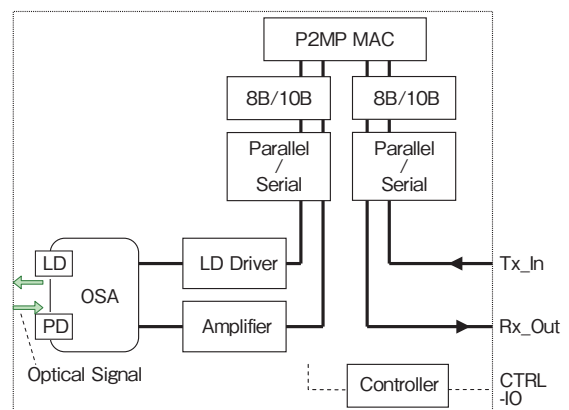 P2MP MAC
8B/10B
8B/10B
Parallel
/
Serial
Parallel
/
Serial
LD
OSA
PD
LD Driver
Amplifier
Tx_In
Rx_Out
Optical Signal
Controller
CTRL
-IO